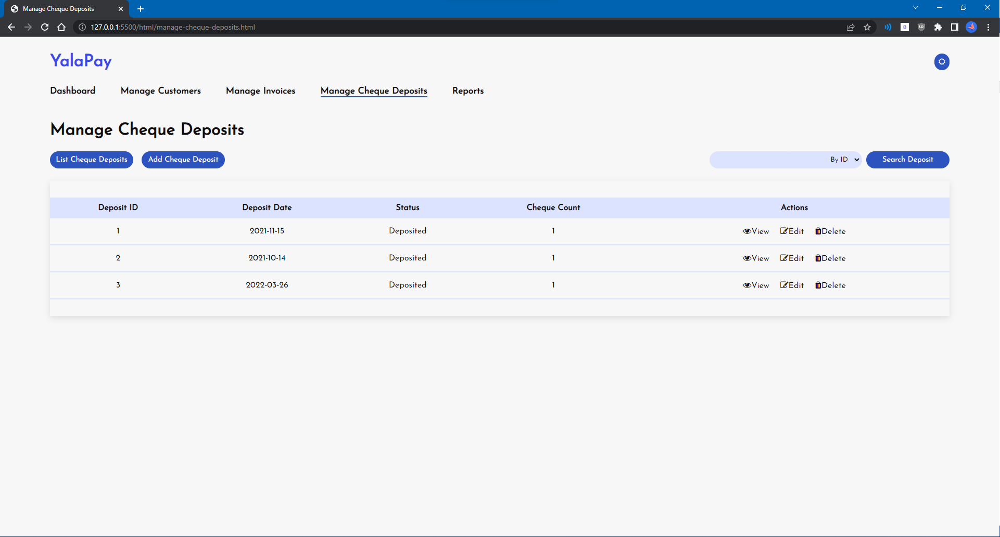 Manage Cheque Deposits
127.0.0.1:5500/html/manage-cheque-deposits.html
YalaPay
Dashboard Manage Customers Manage Invoices Manage Cheque Deposits Reports
Manage Cheque Deposits
List Cheque Deposits Add Cheque Deposit By ID Search Deposit
Deposit ID Deposit Date Status Cheque Count Actions
1 2021-11-15 Deposited 1 View Edit Delete
2 2021-10-14 Deposited 1 View Edit Delete
3 2022-03-26 Deposited 1 View Edit Delete